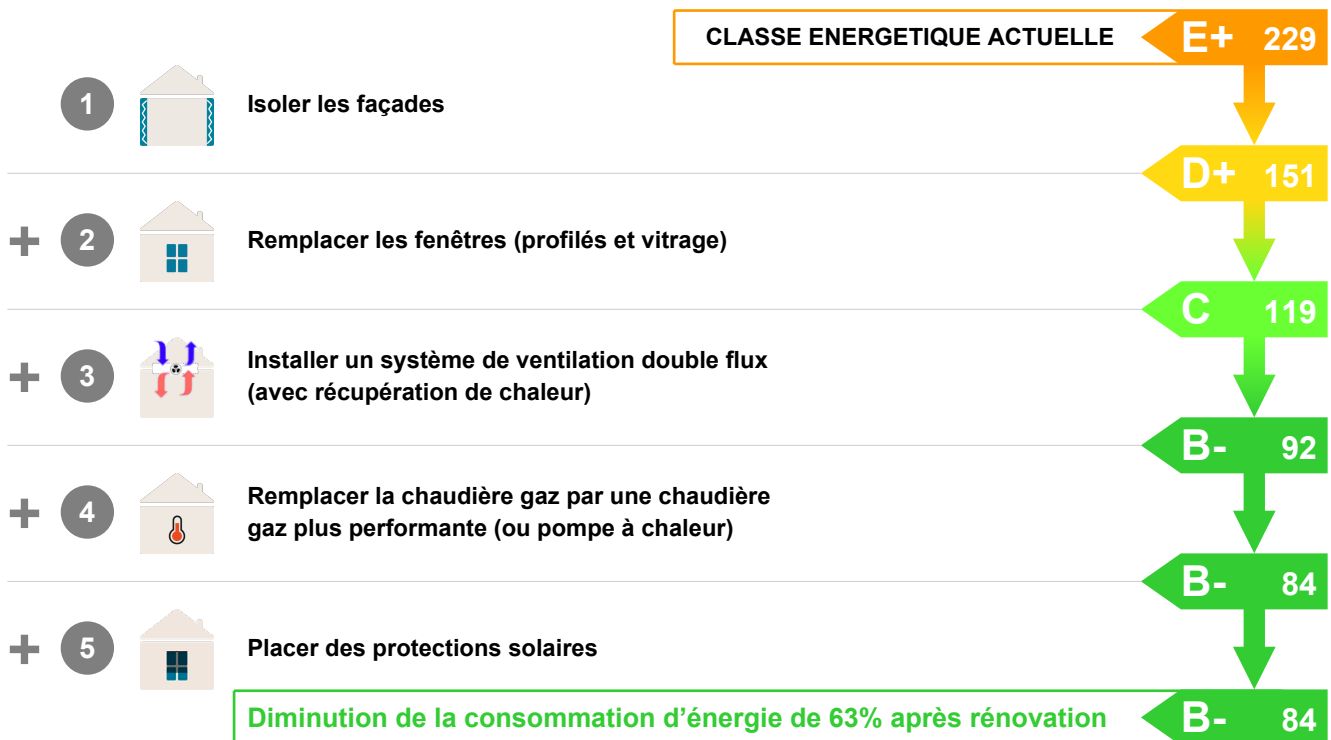 CLASSE ENERGETIQUE ACTUELLE E+ 229
1 Isoler les façades
D+ 151
+ 2 Remplacer les fenêtres (profilés et vitrage)
C 119
+ 3 Installer un système de ventilation double flux
(avec récupération de chaleur)
B- 92
+ 4 Remplacer la chaudière gaz par une chaudière
gaz plus performante (ou pompe à chaleur)
B- 84
+ 5 Placer des protections solaires
Diminution de la consommation d’énergie de 63% après rénovation B- 84